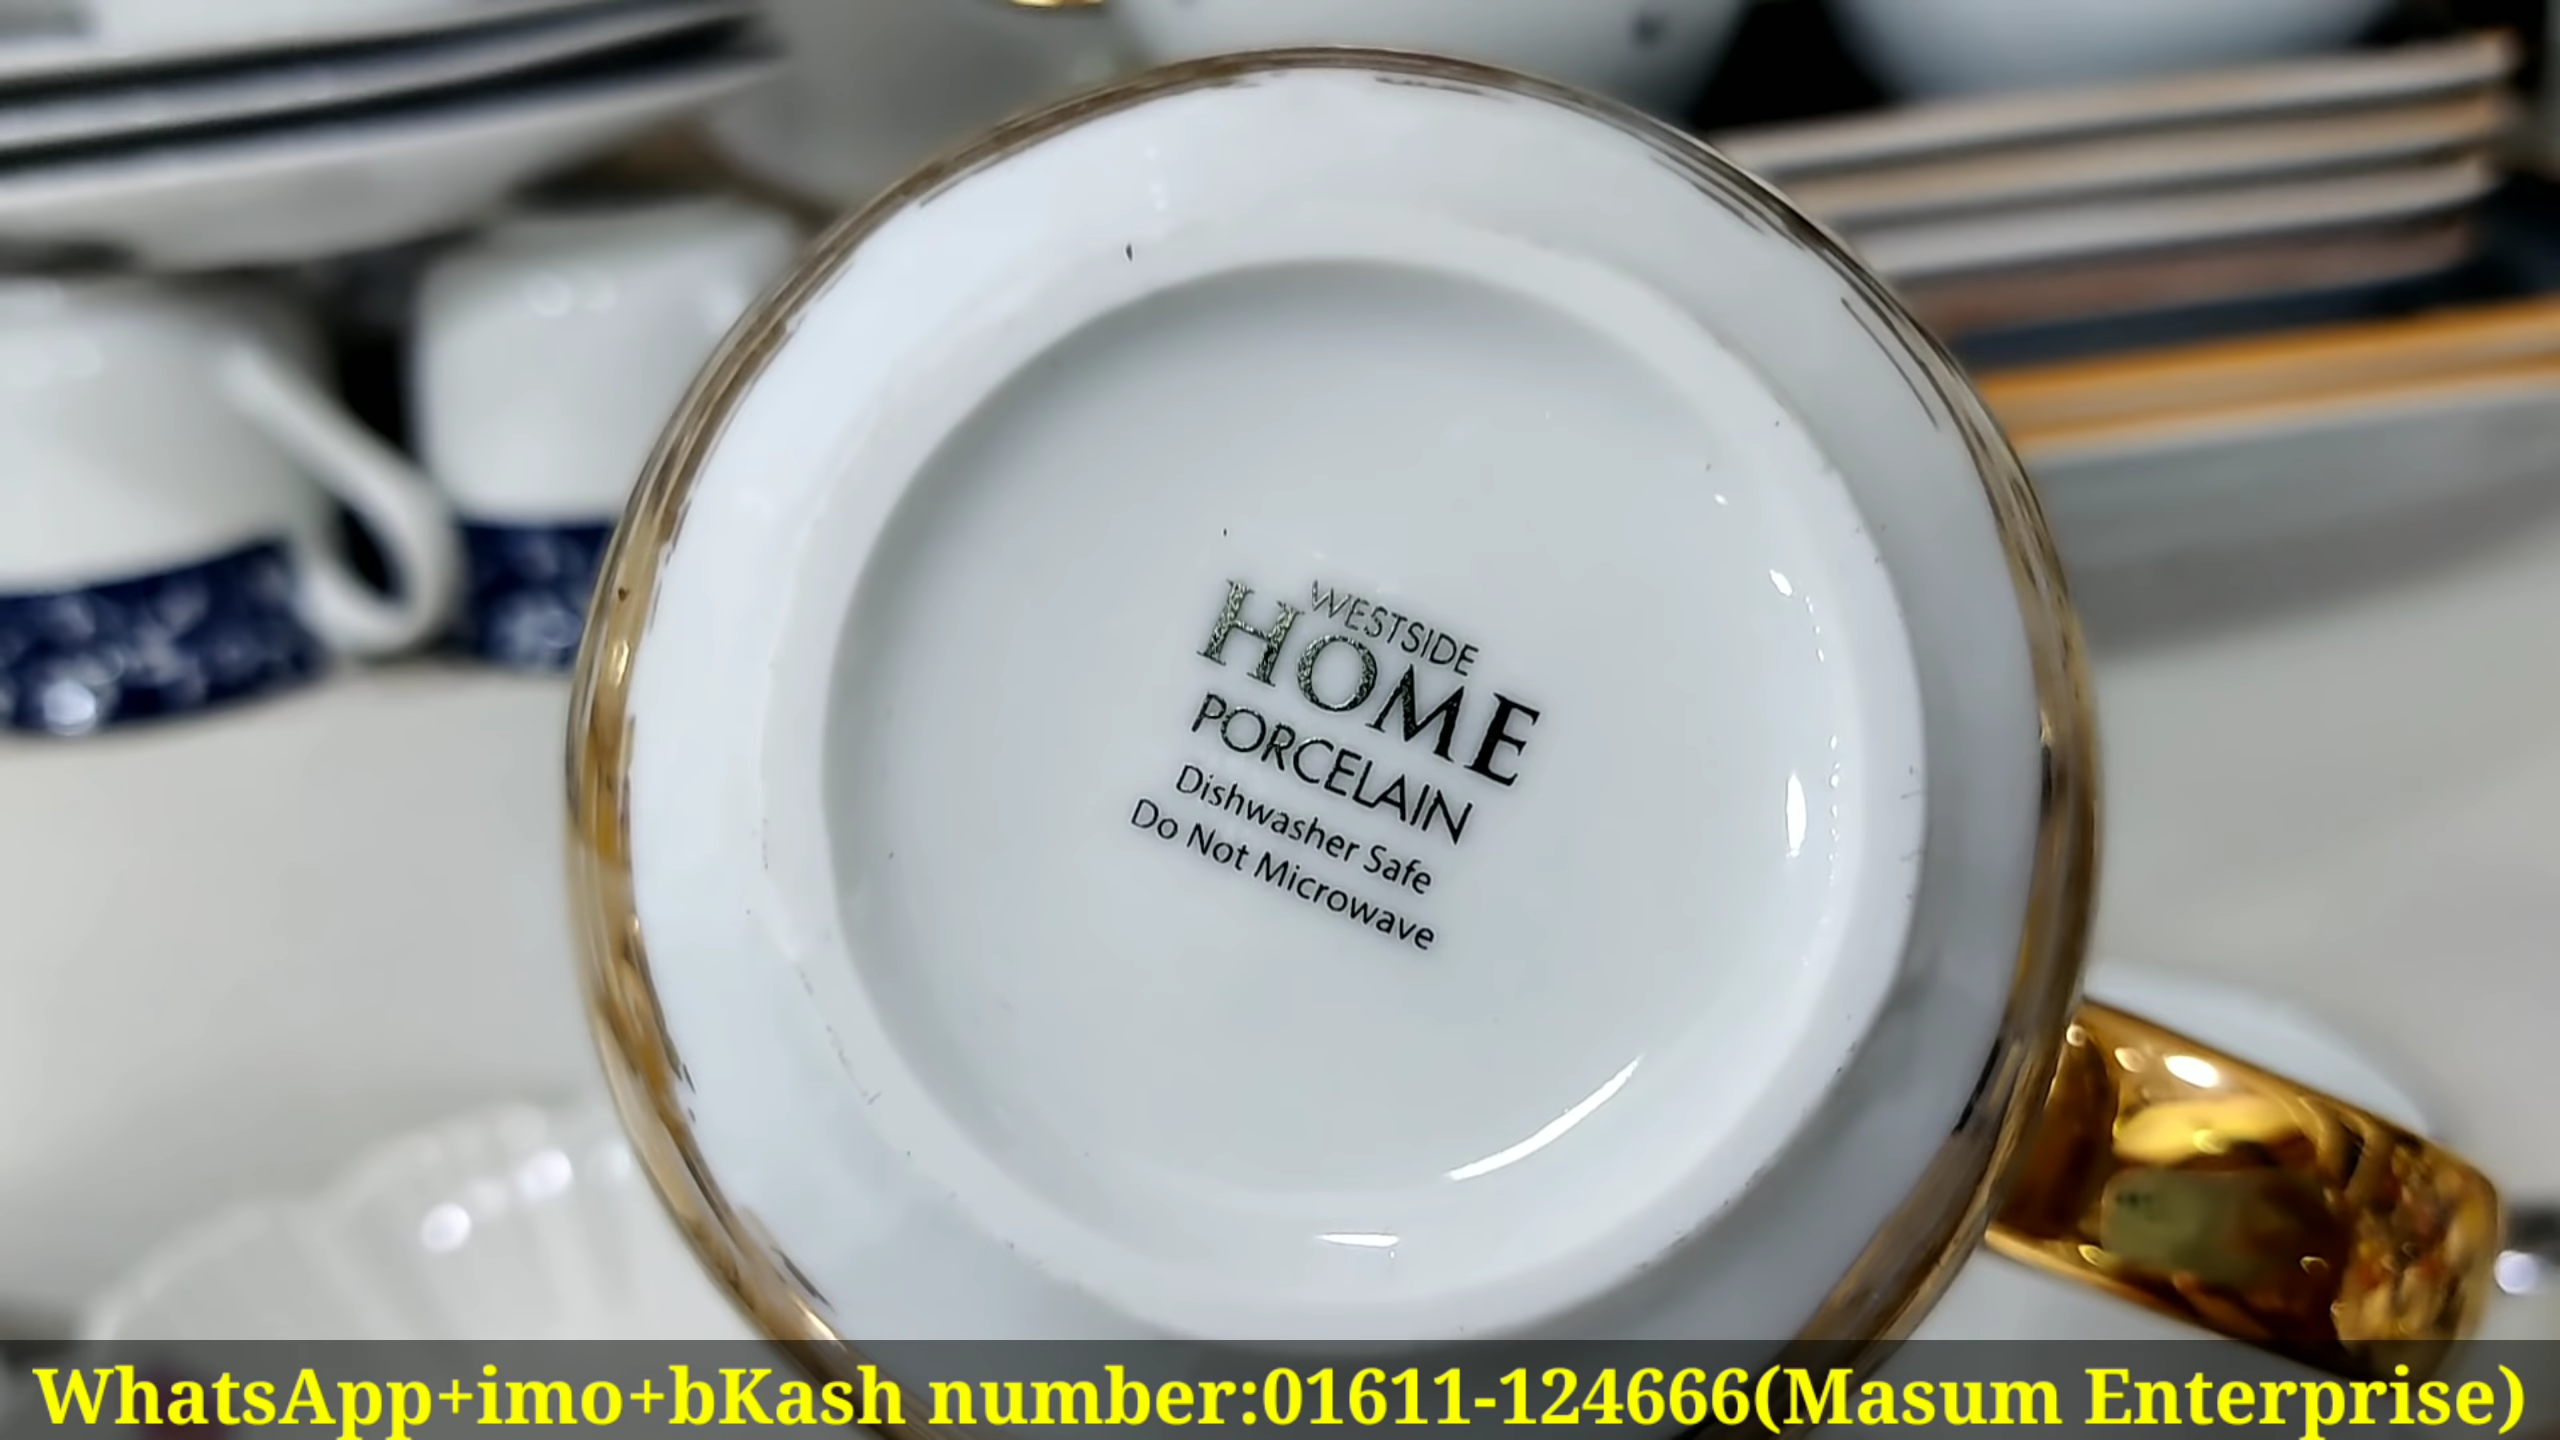 WESTSIDE
HOME
PORCELAIN
Dishwasher Safe
Do Not Microwave
WhatsApp+imo+bKash number:01611-124666(Masum Enterprise)